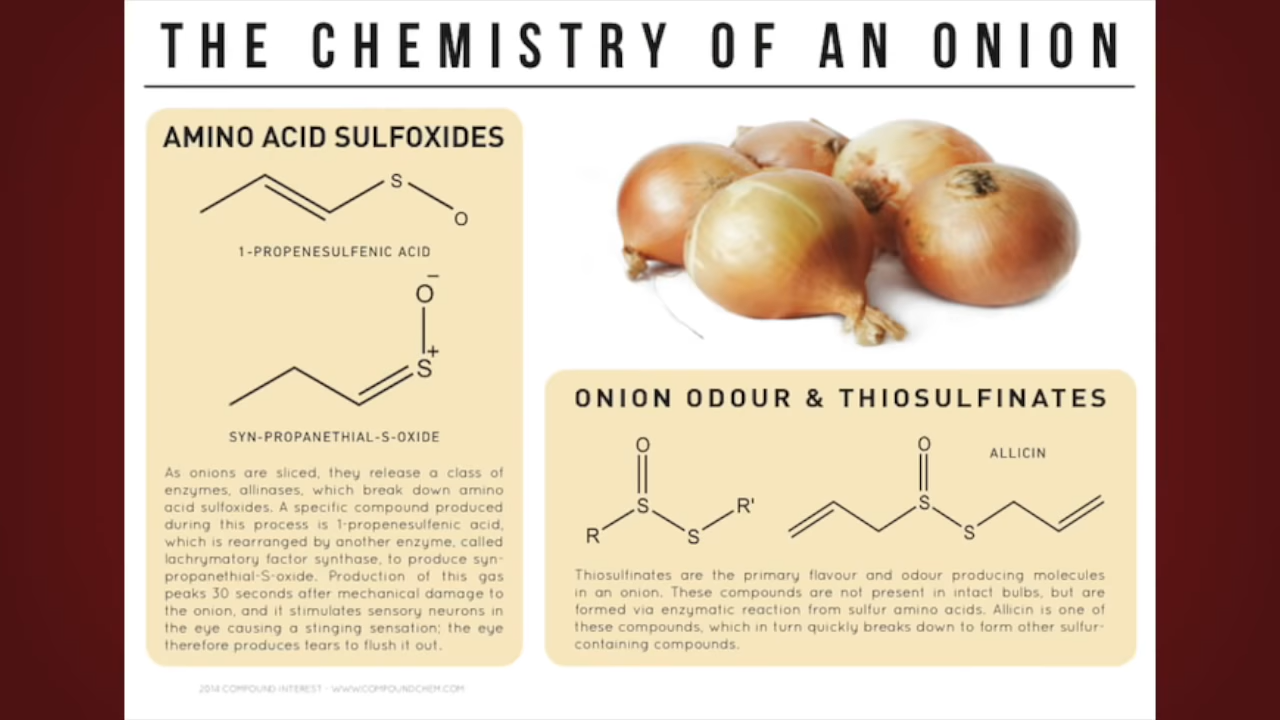 THE CHEMISTRY OF AN ONION
AMINO ACID SULFOXIDES
S
O
1-PROPENESULFENIC ACID
O−
S+
SYN-PROPANETHIAL-S-OXIDE
As onions are sliced, they release a class of
enzymes, allinases, which break down amino
acid sulfoxides. A specific compound produced
during this process is 1-propenesulfenic acid,
which is rearranged by another enzyme, called
lachrymatory factor synthase, to produce syn-
propanethial-S-oxide. Production of this gas
peaks 30 seconds after mechanical damage to
the onion, and it stimulates sensory neurons in
the eye causing a stinging sensation; the eye
therefore produces tears to flush it out.
ONION ODOUR & THIOSULFINATES
O
S
R
S
R'
O
S
S
ALLICIN
Thiosulfinates are the primary flavour and odour producing molecules
in an onion. These compounds are not present in intact bulbs, but are
formed via enzymatic reaction from sulfur amino acids. Allicin is one of
these compounds, which in turn quickly breaks down to form other sulfur-
containing compounds.
2014 COMPOUND INTEREST - WWW.COMPOUNDCHEM.COM